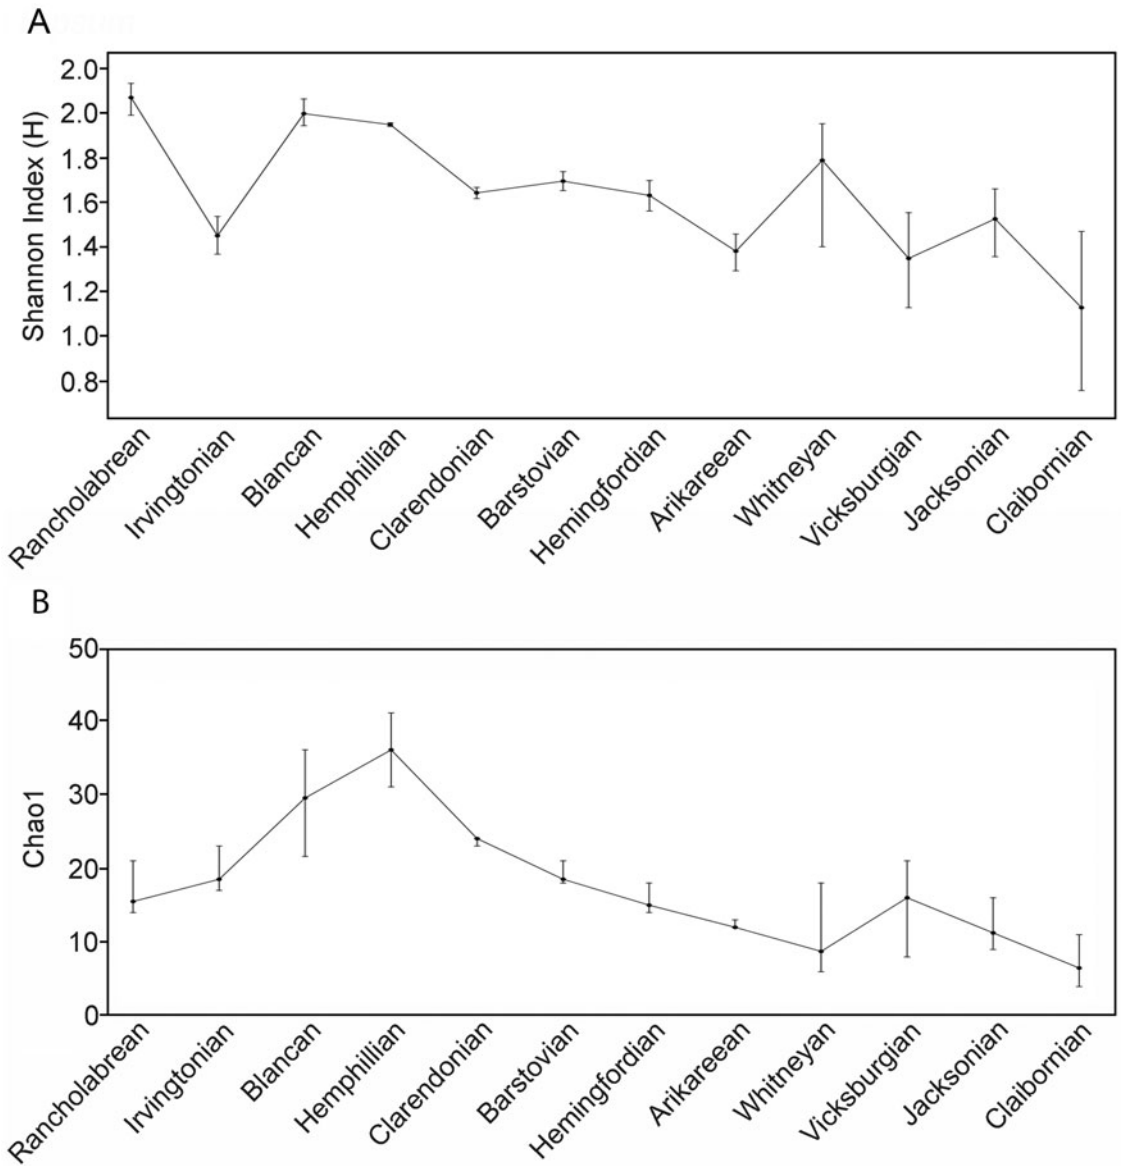 A
Shannon Index (H)
2.0
2.0
1.8
1.6
1.4
1.2
1.0
0.8
Rancholabrean
Irvingtonian
Blancan
Hemphillian
Clarendonian
Barstovian
Hemingfordian
Arikareean
Whitneyan
Vicksburgian
Jacksonian
Claibornian
B
Chao1
50
40
30
20
10
0
Rancholabrean
Irvingtonian
Blancan
Hemphillian
Clarendonian
Barstovian
Hemingfordian
Arikareean
Whitneyan
Vicksburgian
Jacksonian
Claibornian